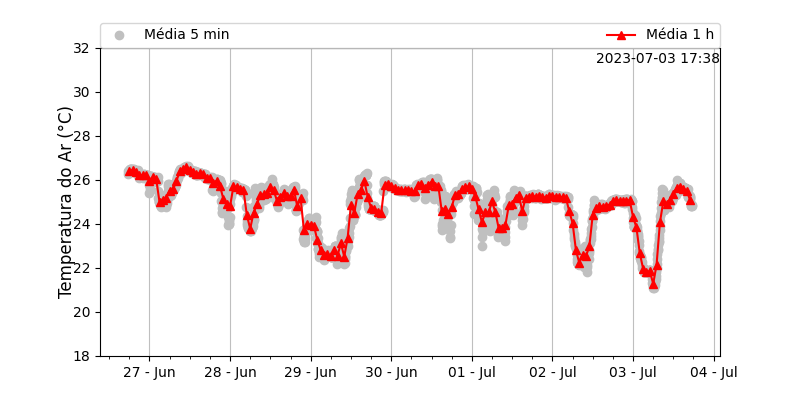 Média 5 min
Média 1 h
2023-07-03 17:38
Temperatura do Ar (°C)
32
30
28
26
24
22
20
18
27 - Jun
28 - Jun
29 - Jun
30 - Jun
01 - Jul
02 - Jul
03 - Jul
04 - Jul